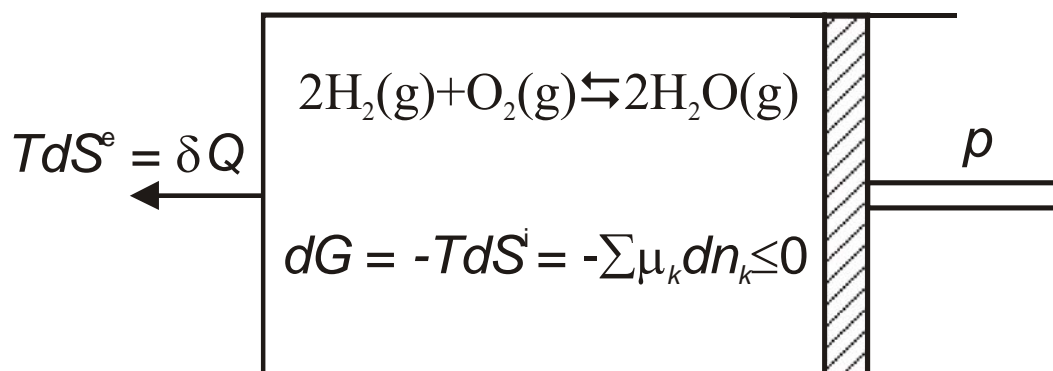 2H₂(g)+O₂(g)⇆2H₂O(g)
TdSᵉ = δQ
p
dG = -TdSⁱ = -∑μₖdnₖ≤0